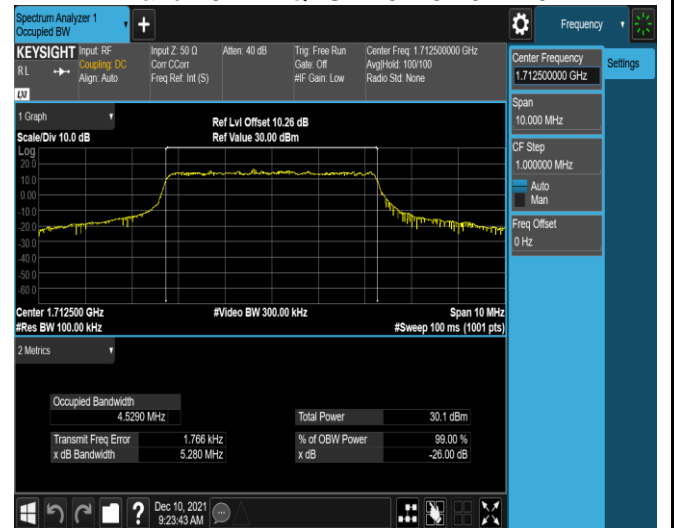 Spectrum Analyzer 1
Occupied BW
+
Frequency
KEYSIGHT
RL
LXI
Input: RF
Coupling: DC
Align: Auto
Input Z: 50 Ω
Corr CCorr
Freq Ref: Int (S)
Atten: 40 dB
Trig: Free Run
Gate: Off
#IF Gain: Low
Center Freq: 1.712500000 GHz
Avg|Hold: 100/100
Radio Std: None
1 Graph
Scale/Div 10.0 dB
Ref Lvl Offset 10.26 dB
Ref Value 30.00 dBm
Log
20.0
10.0
0.00
-10.0
-20.0
-30.0
-40.0
-50.0
-60.0
Center 1.712500 GHz
#Video BW 300.00 kHz
Span 10 MHz
#Res BW 100.00 kHz
#Sweep 100 ms (1001 pts)
2 Metrics
Occupied Bandwidth
4.5290 MHz
Total Power 30.1 dBm
Transmit Freq Error 1.766 kHz
% of OBW Power 99.00 %
x dB Bandwidth 5.280 MHz
x dB -26.00 dB
?
Dec 10, 2021
9:23:43 AM
Center Frequency
1.712500000 GHz
Settings
Span
10.000 MHz
CF Step
1.000000 MHz
Auto
Man
Freq Offset
0 Hz